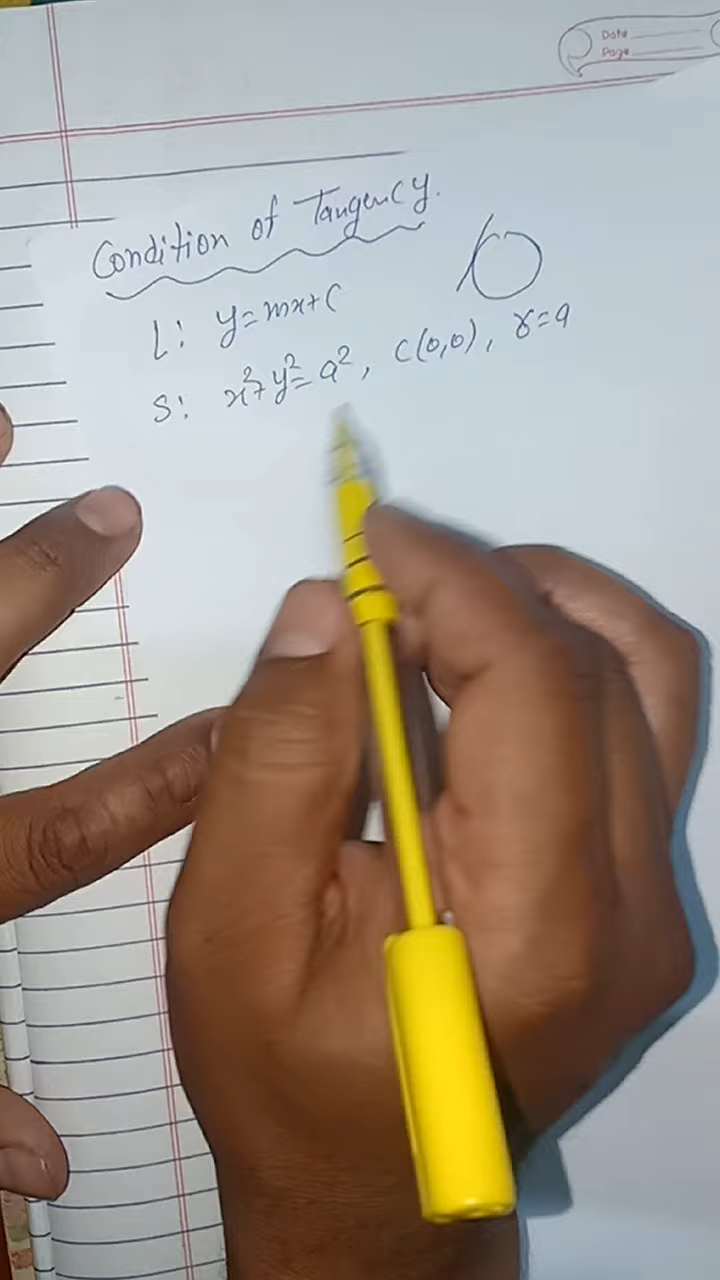 Date
Page
Condition of Tangency.
L: y=mx+c
S: x²+y²=a², C(0,0), r=a